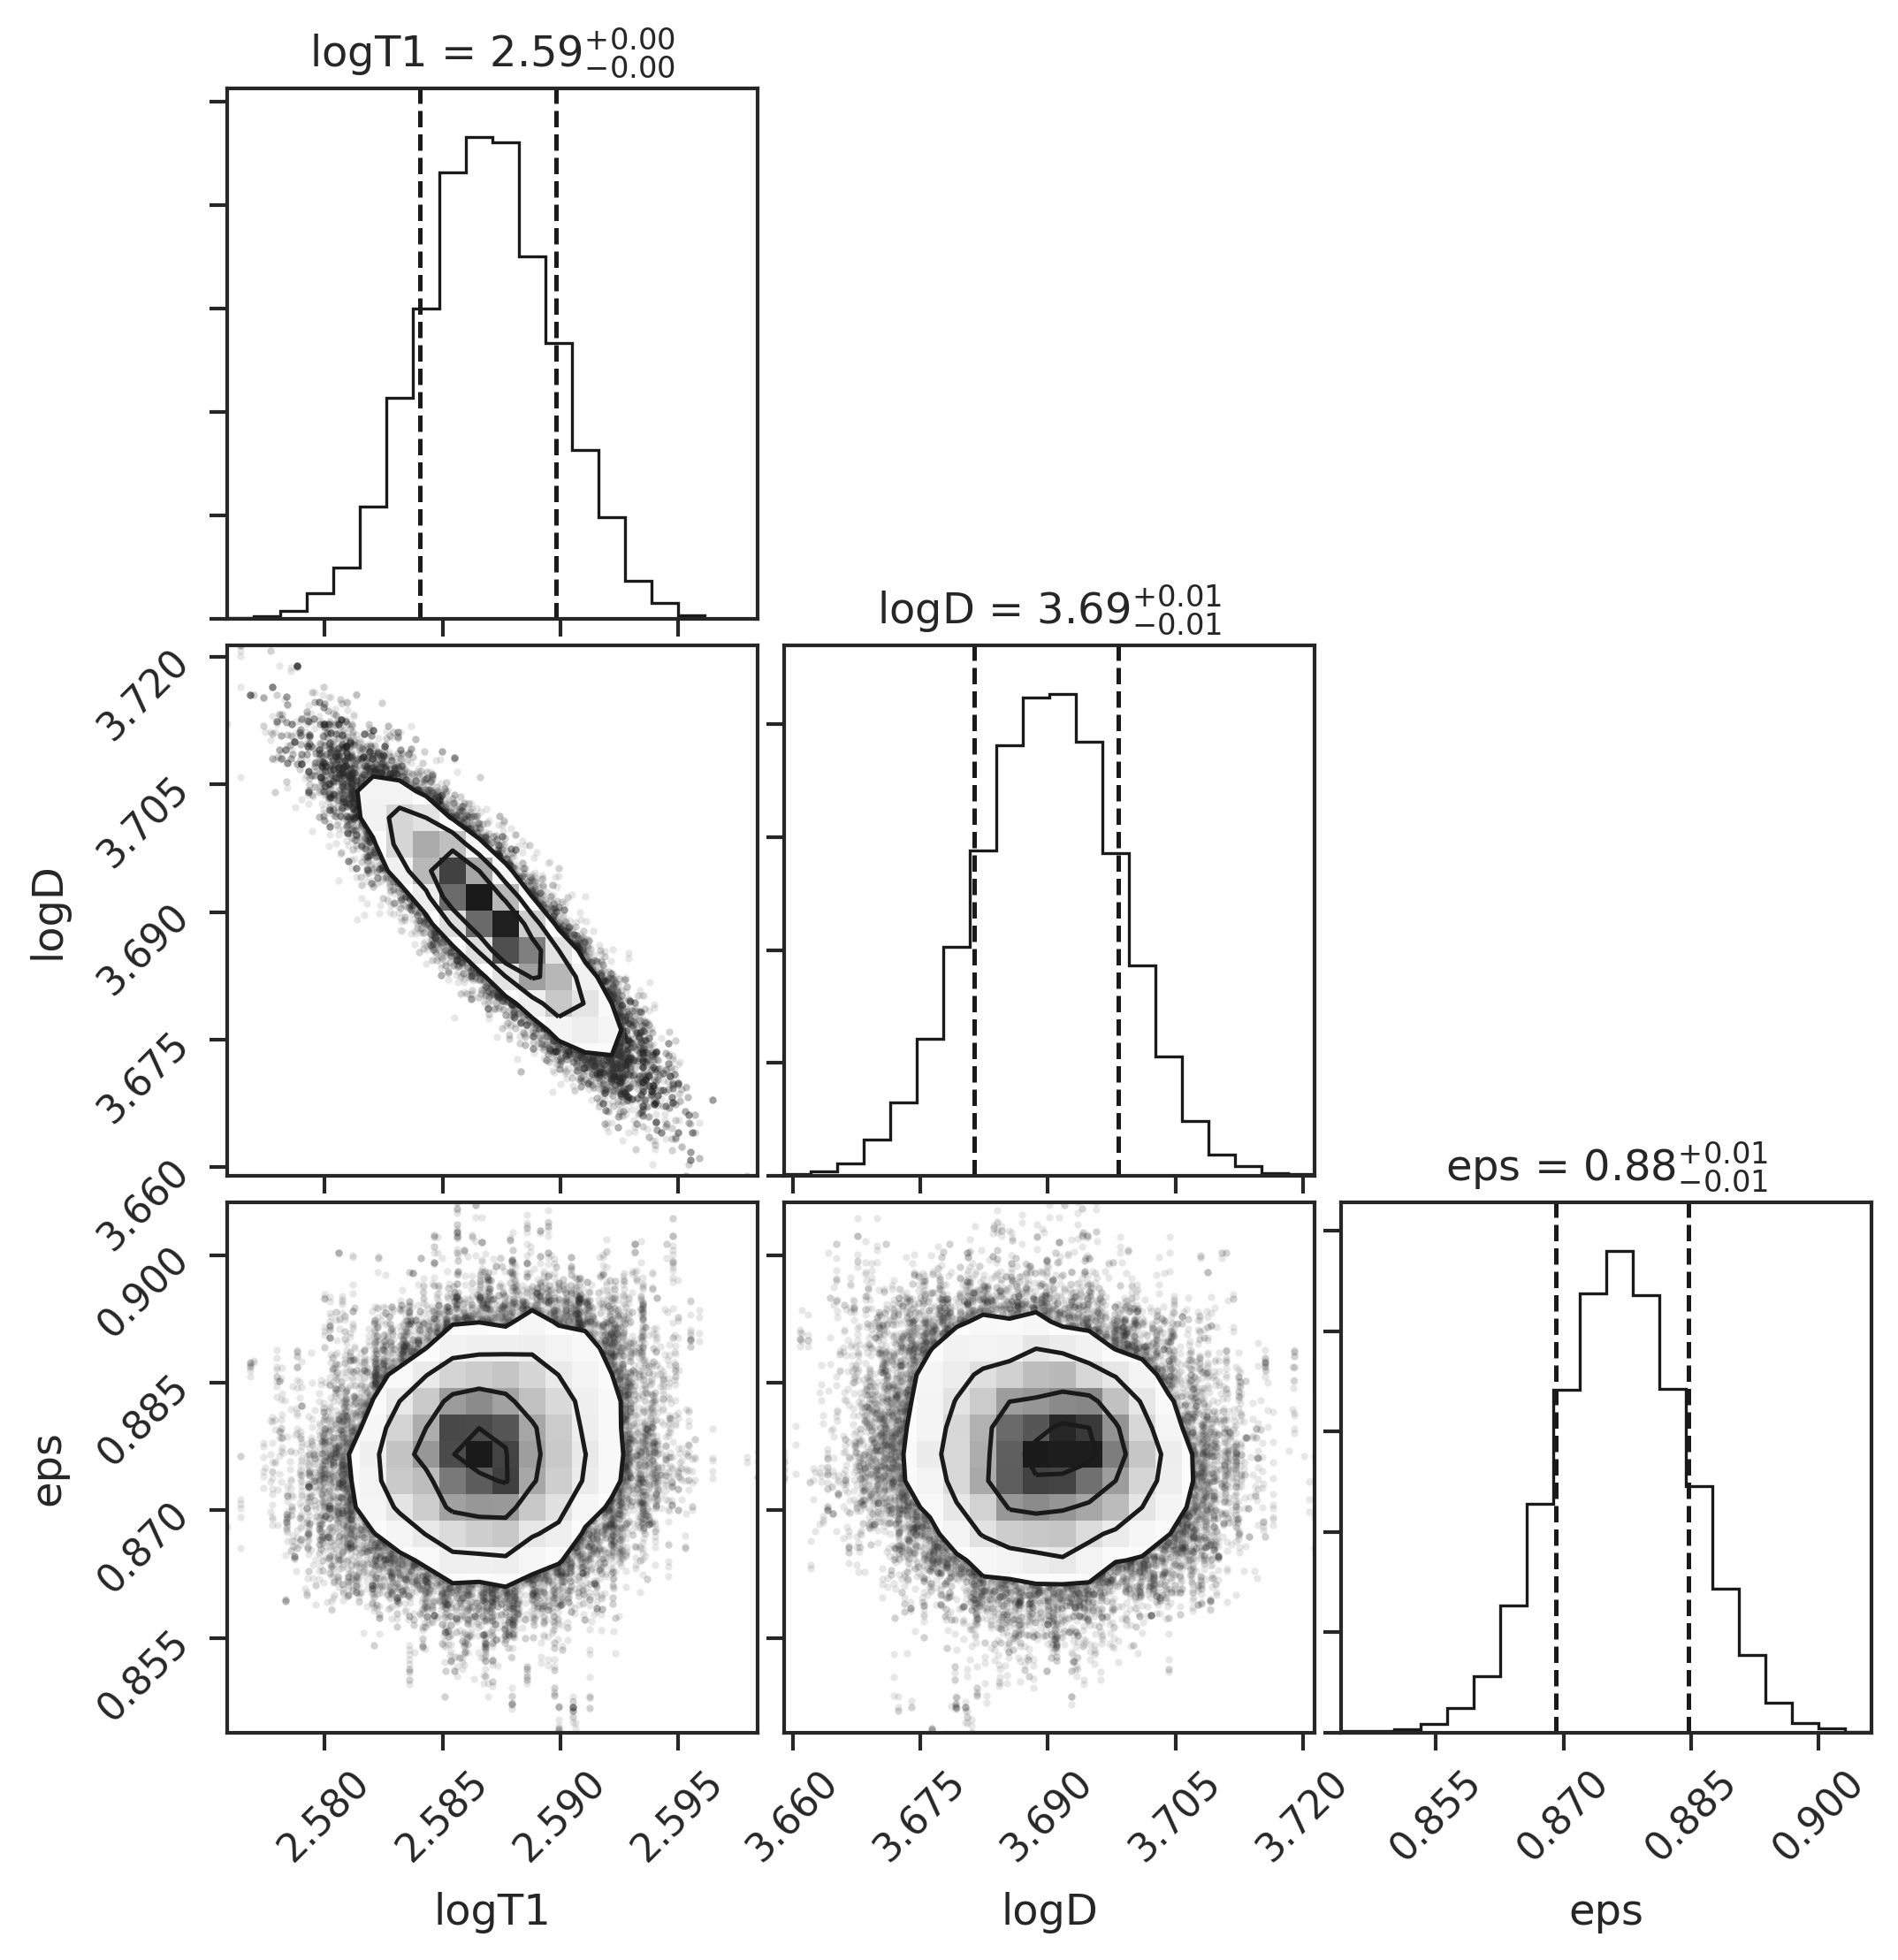 logT1 = 2.59+0.00 −0.00
logD = 3.69+0.01 −0.01
eps = 0.88+0.01 −0.01
logD
3.720
3.705
3.690
3.675
3.660
eps
0.900
0.885
0.870
0.855
2.580 2.585 2.590 2.595
3.660 3.675 3.690 3.705 3.720
0.855 0.870 0.885 0.900
logT1
logD
eps